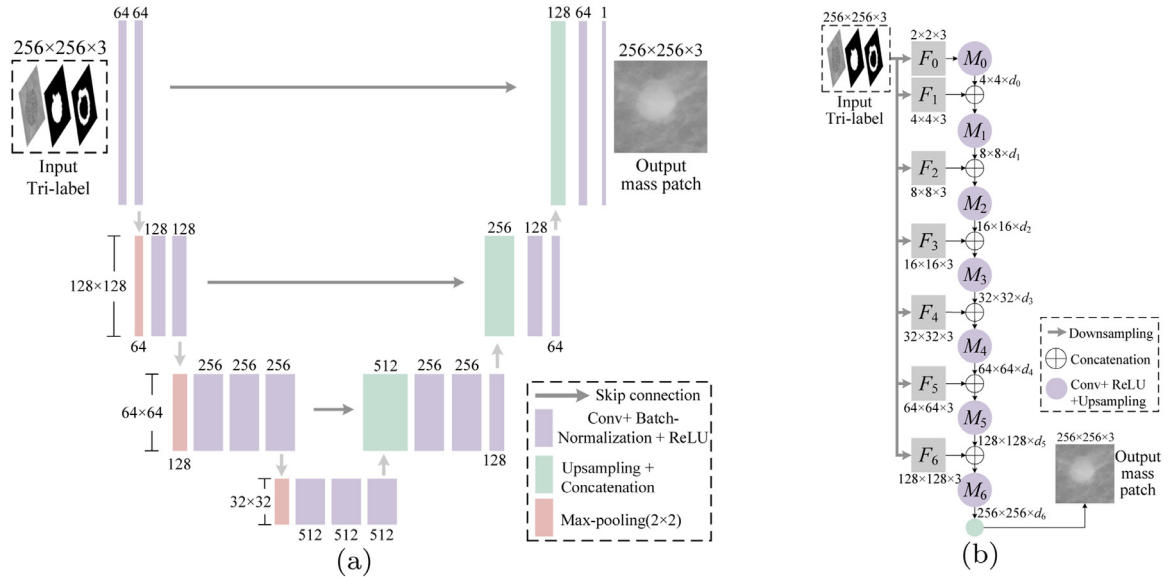 64 64
256×256×3
Input
Tri-label
128 64 1
256×256×3
Output
mass patch
128 128
128×128
64
256 128
64
256 256 256
64×64
128
512 256 256
128
32×32
512 512 512
Skip connection
Conv+ Batch-
Normalization + ReLU
Upsampling +
Concatenation
Max-pooling(2×2)
(a)
256×256×3
Input
Tri-label
2×2×3
F0
M0
4×4×d0
F1
4×4×3
M1
8×8×d1
F2
8×8×3
M2
16×16×d2
F3
16×16×3
M3
32×32×d3
F4
32×32×3
M4
64×64×d4
F5
64×64×3
M5
128×128×d5
F6
128×128×3
M6
256×256×d6
Downsampling
Concatenation
Conv+ ReLU
+Upsampling
256×256×3
Output
mass
patch
(b)